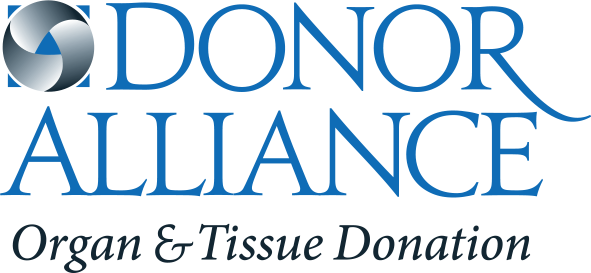 DONOR
ALLIANCE
Organ & Tissue Donation